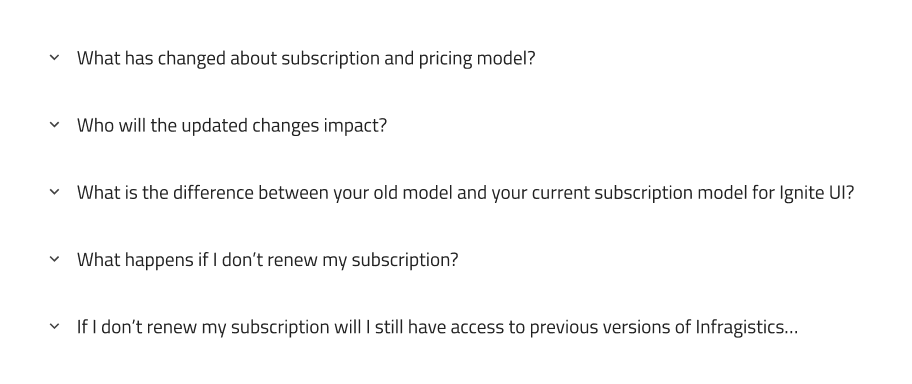 What has changed about subscription and pricing model?
Who will the updated changes impact?
What is the difference between your old model and your current subscription model for Ignite UI?
What happens if I don’t renew my subscription?
If I don’t renew my subscription will I still have access to previous versions of Infragistics...